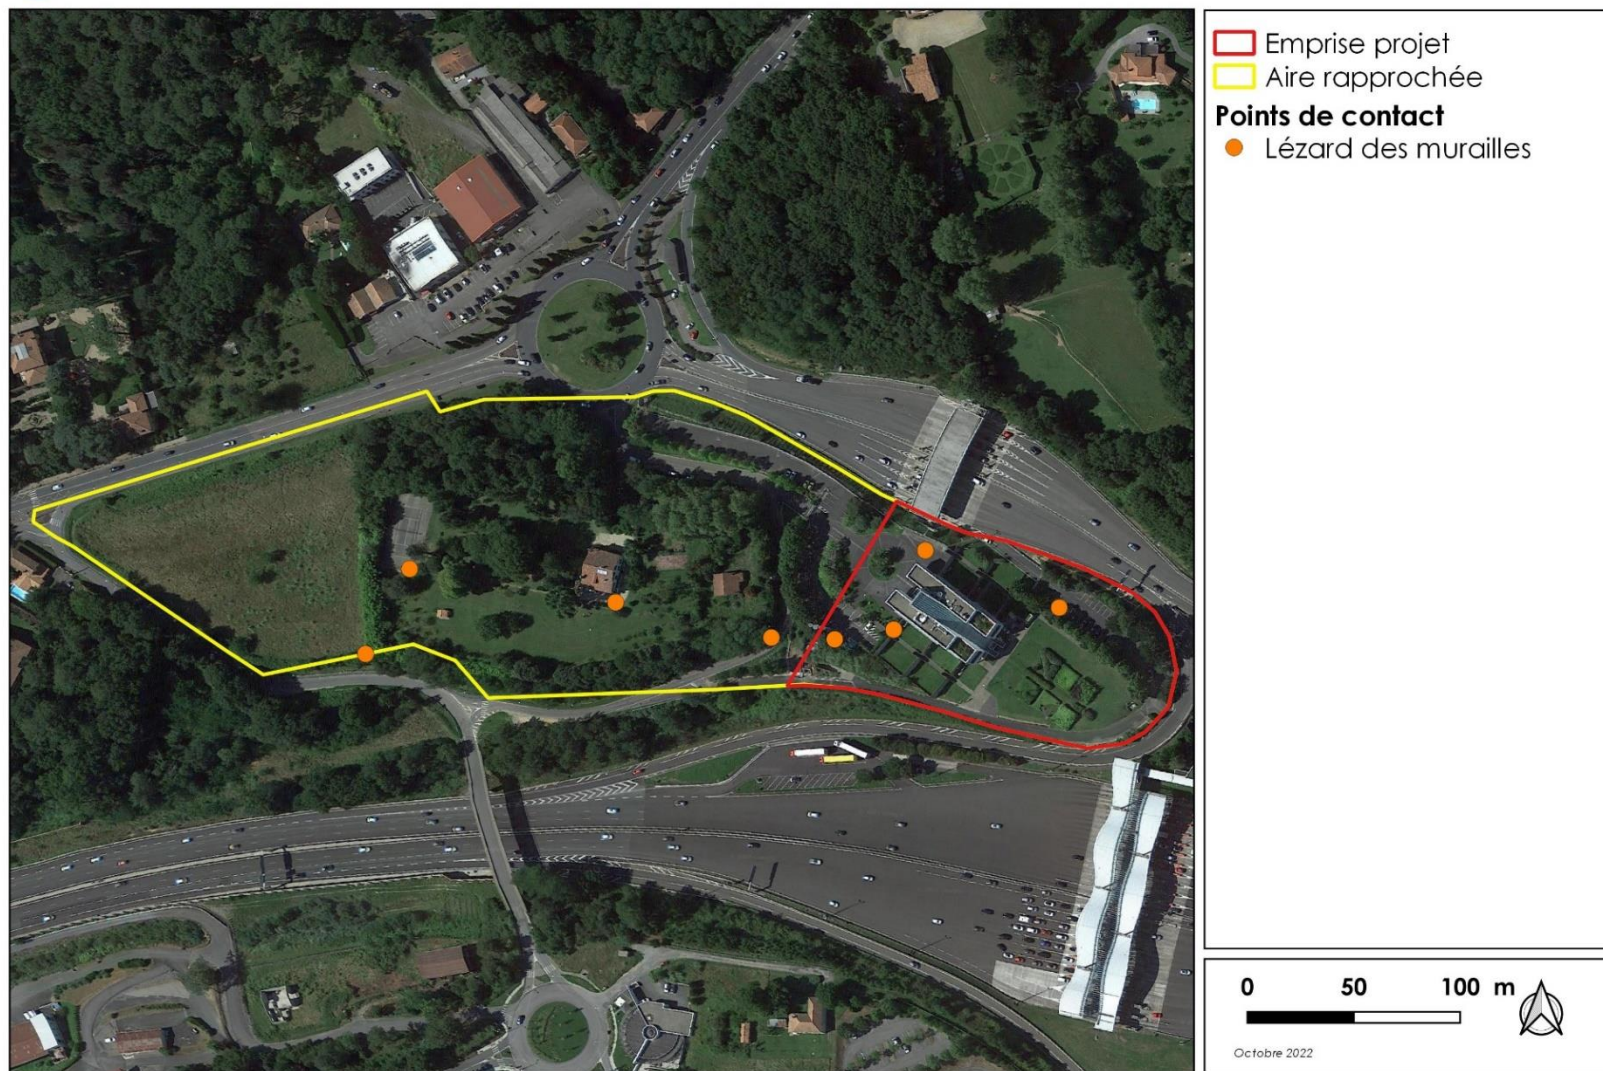 Emprise projet
Aire rapprochée
Points de contact
Lézard des murailles
0 50 100 m
Octobre 2022